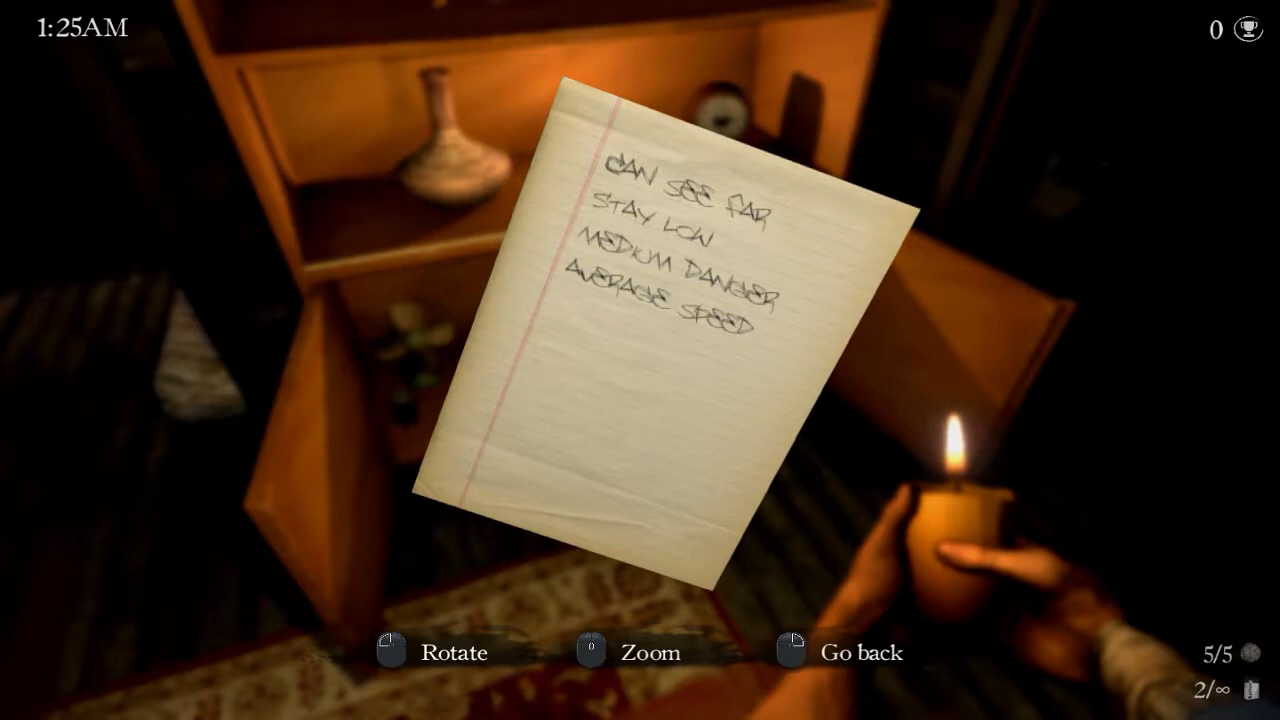 1:25AM
0
CAN SEE FAR
STAY LOW
MEDIUM DANGER
AVERAGE SPEED
Rotate
Zoom
Go back
5/5
2/∞